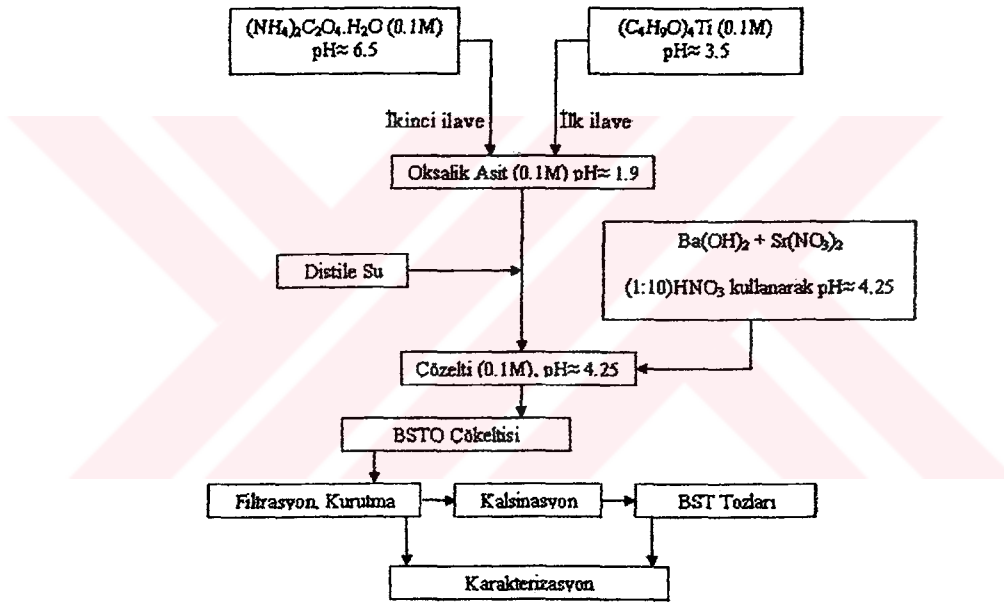 (NH₄)₂C₂O₄.H₂O (0.1M)
pH≈ 6.5
(C₄H₉O)₄Ti (0.1M)
pH≈ 3.5
İkinci ilave
İlk ilave
Oksalik Asit (0.1M) pH≈ 1.9
Distile Su
Ba(OH)₂ + Sr(NO₃)₂
(1:10)HNO₃ kullanarak pH≈ 4.25
Çözelti (0.1M), pH≈ 4.25
BSTO Çökeltisi
Filtrasyon, Kurutma
Kalsinasyon
BST Tozları
Karakterizasyon